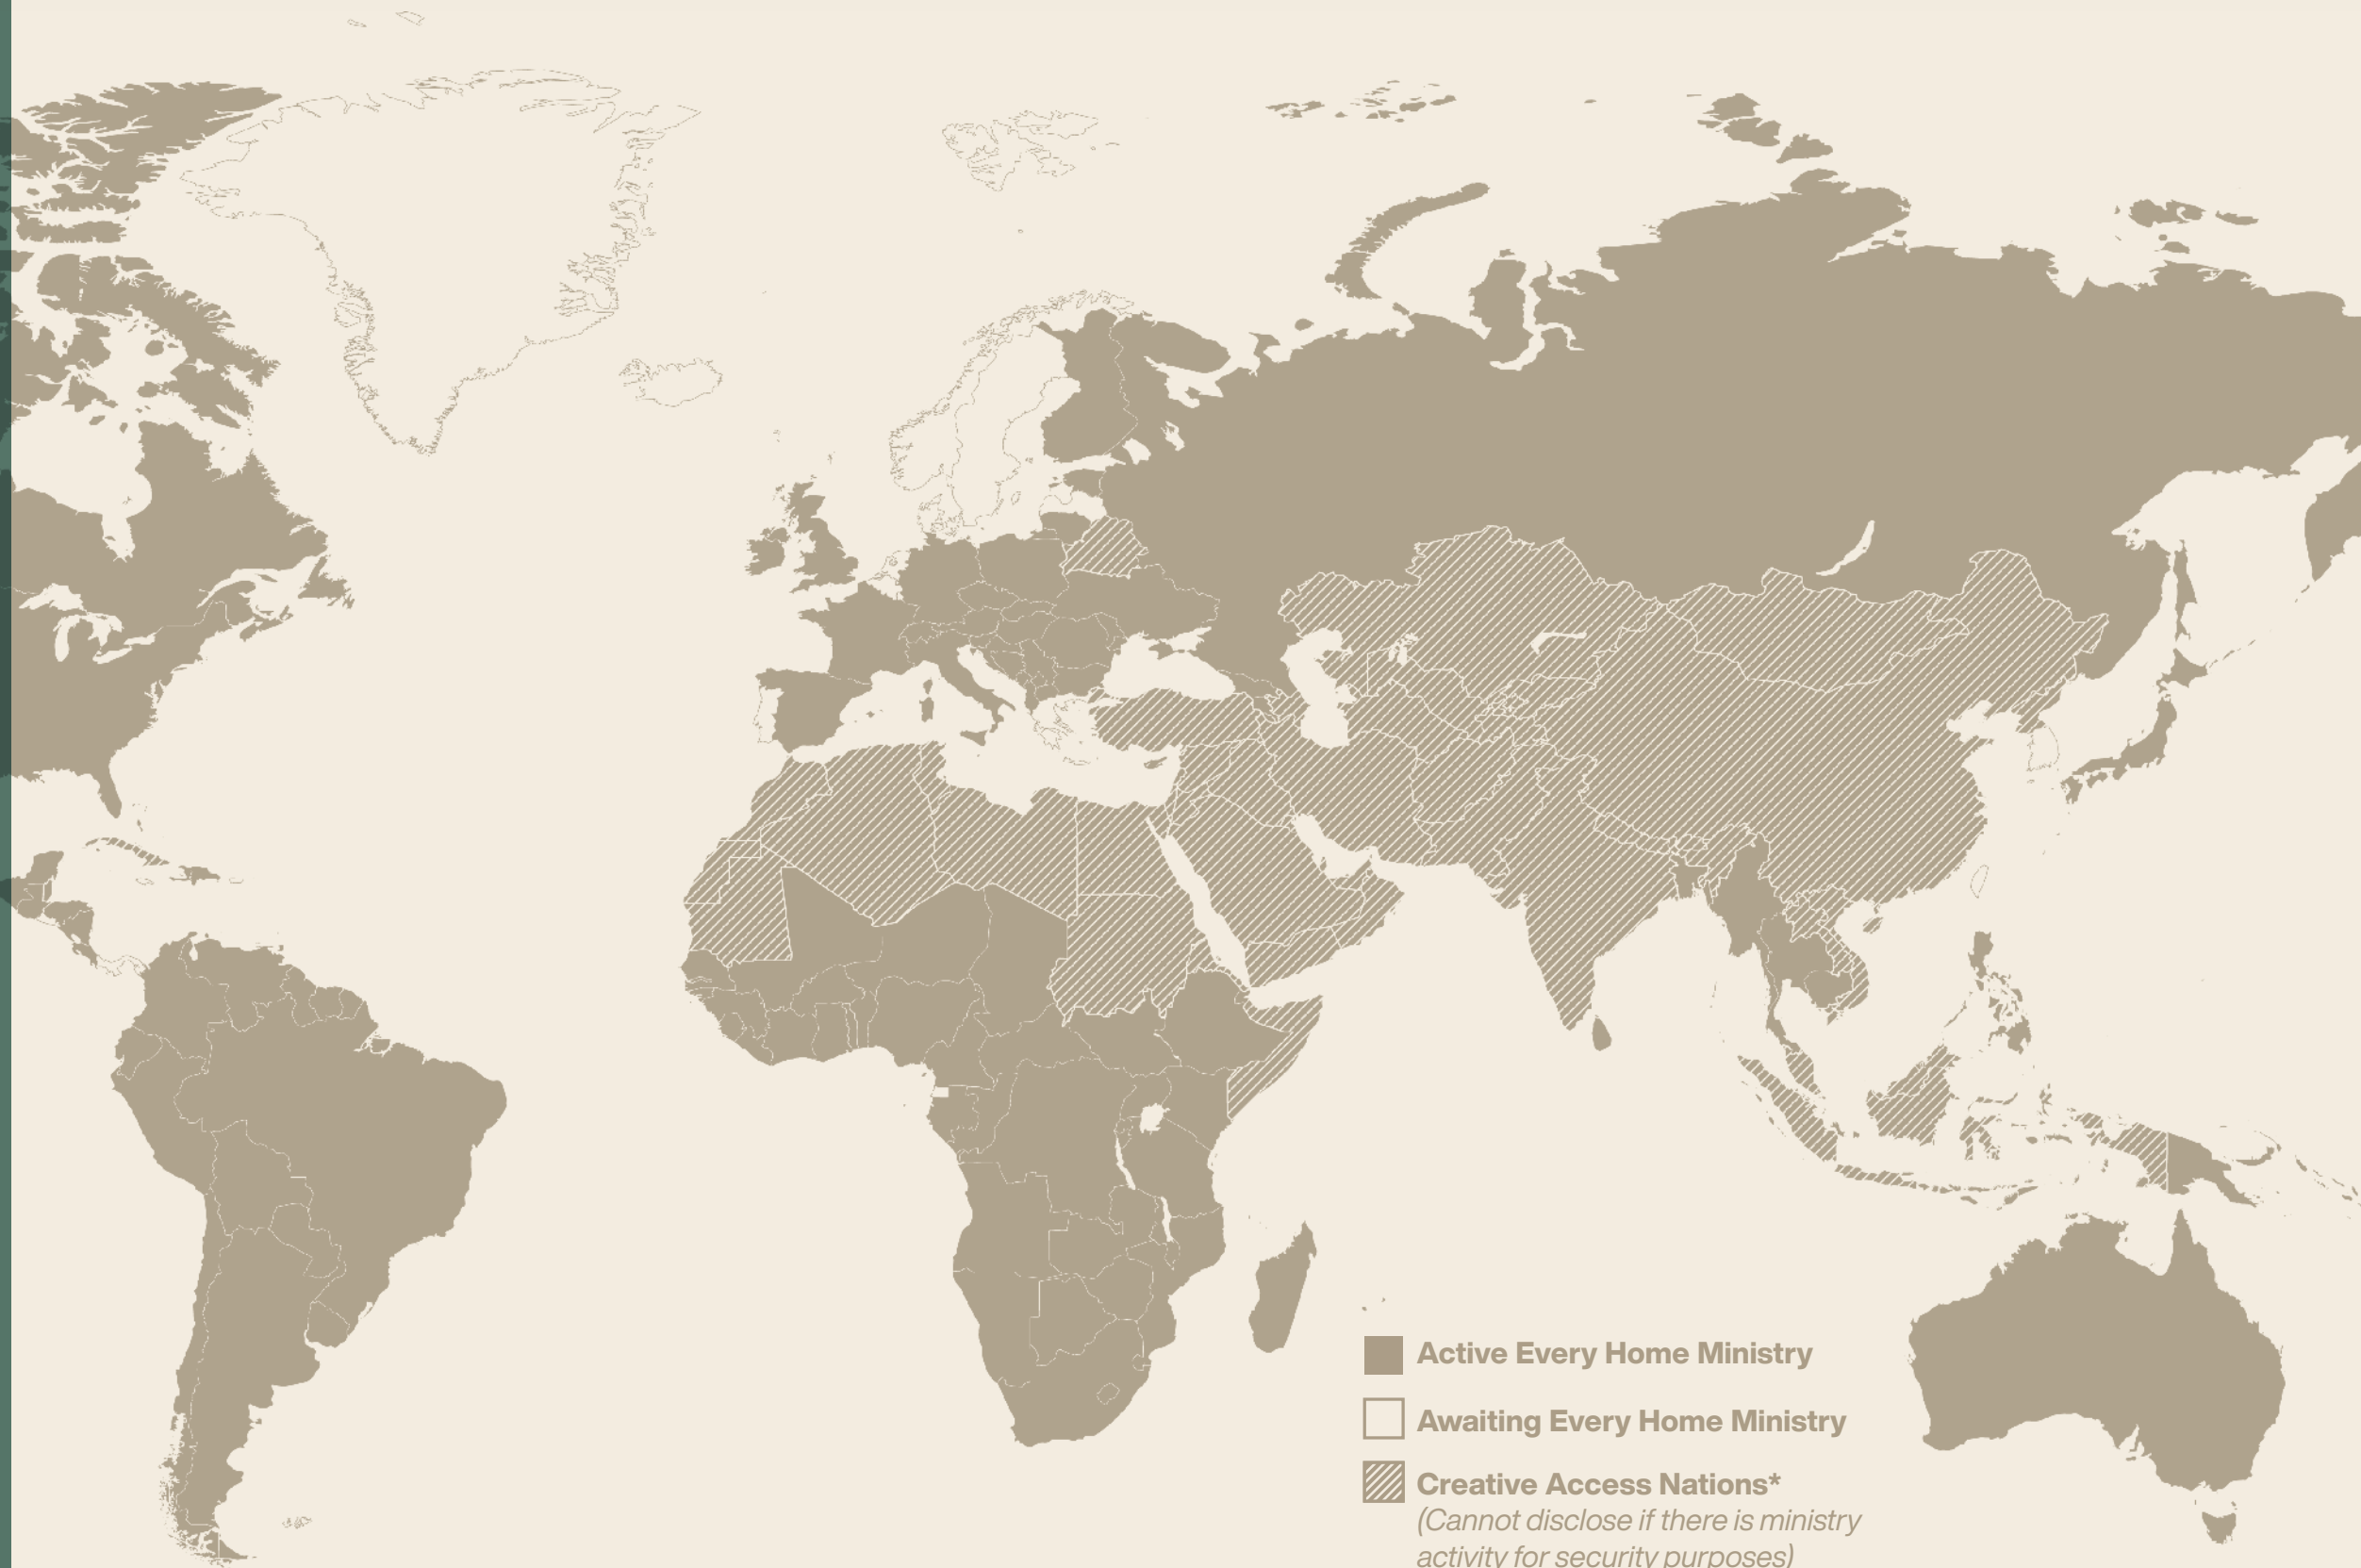 Active Every Home Ministry
Awaiting Every Home Ministry
Creative Access Nations*
(Cannot disclose if there is ministry
activity for security purposes)